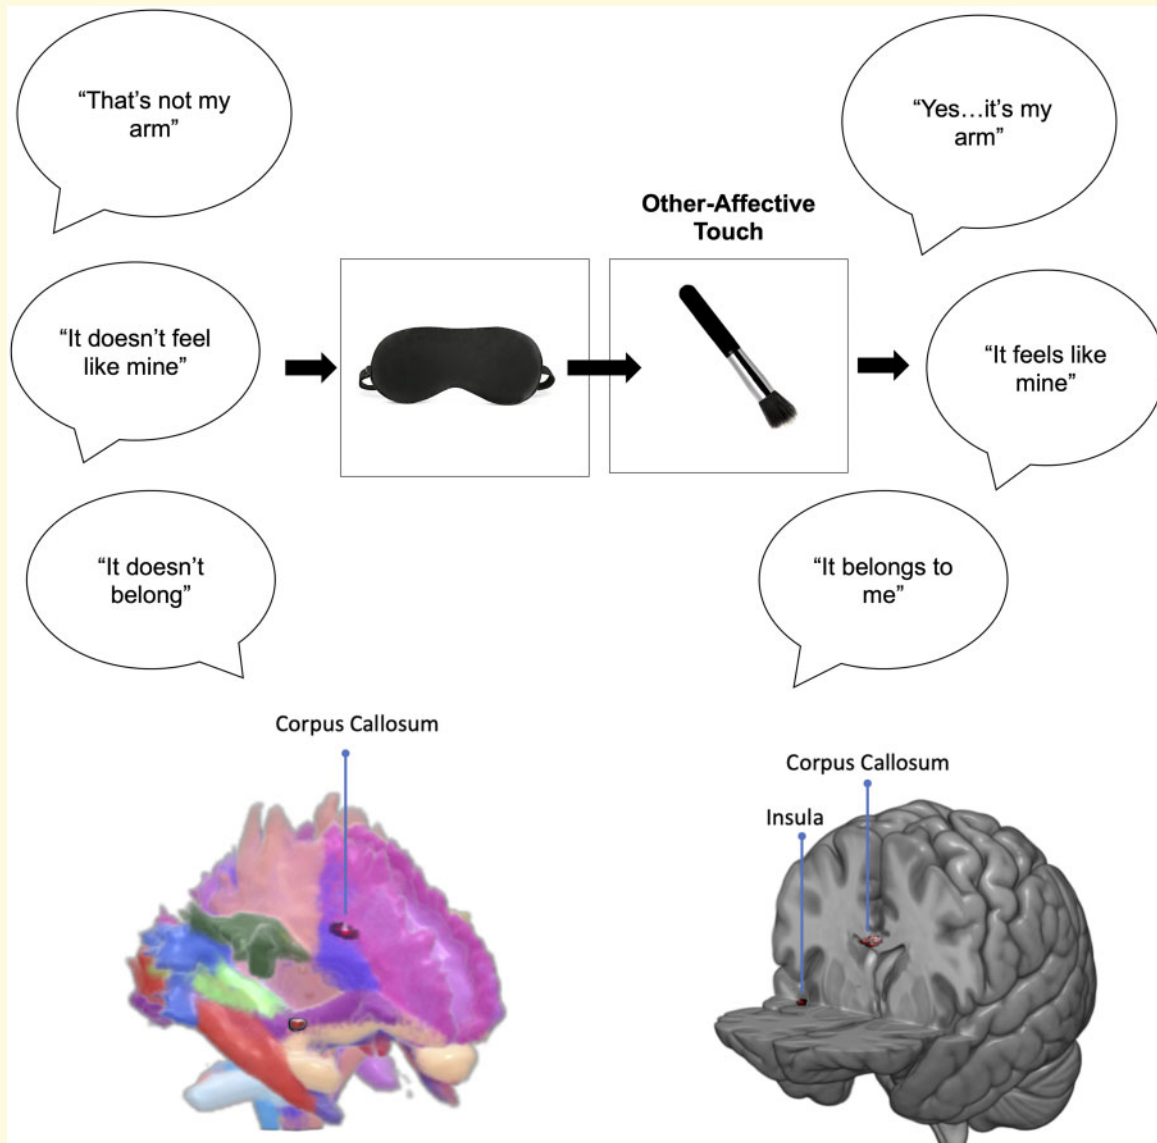 “That’s not my
arm”
“Yes…it’s my
arm”
Other-Affective
Touch
“It doesn’t feel
like mine”
“It feels like
mine”
“It doesn’t
belong”
“It belongs to
me”
Corpus Callosum
Corpus Callosum
Insula